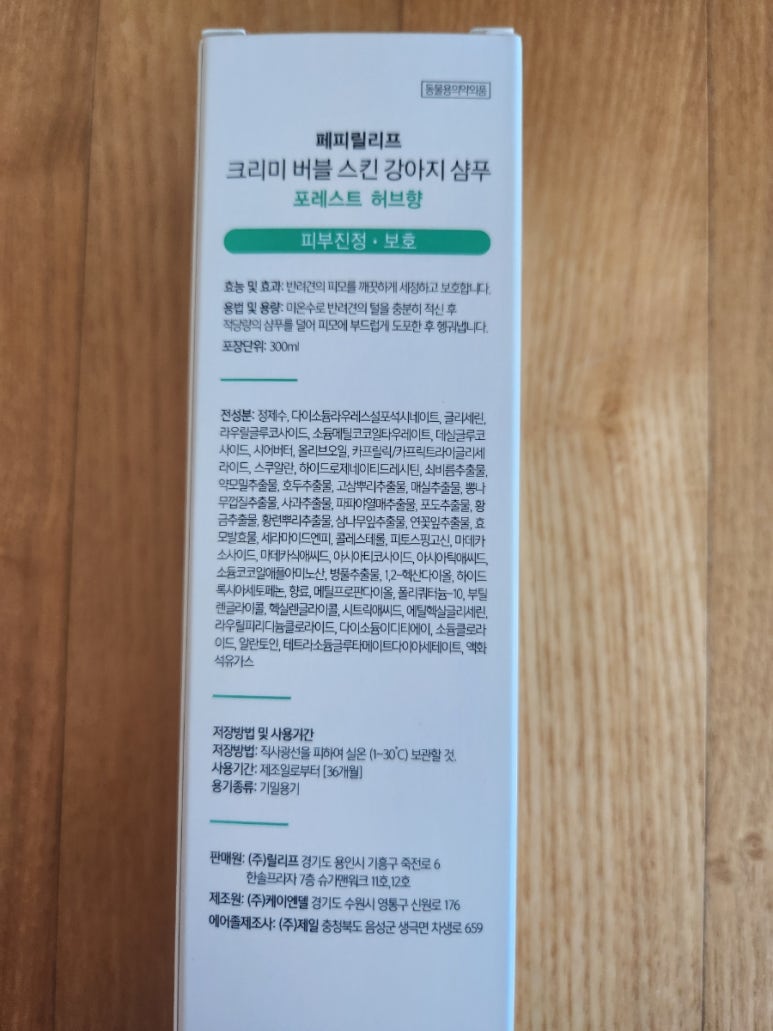 동물용의약외품
페피릴리프
크리미 버블 스킨 강아지 샴푸
포레스트 허브향
피부진정 · 보호
효능 및 효과: 반려견의 피모를 깨끗하게 세정하고 보호합니다.
용법 및 용량: 미온수로 반려견의 털을 충분히 적신 후
적당량의 샴푸를 덜어 피모에 부드럽게 도포한 후 헹궈냅니다.
포장단위: 300ml
전성분: 정제수, 다이소듐라우레스설포석시네이트, 글리세린,
라우릴글루코사이드, 소듐메틸코코일타우레이트, 데실글루코
사이드, 시어버터, 올리브오일, 카프릴릭/카프릭트라이글리세
라이드, 스쿠알란, 하이드로제네이티드레시틴, 쇠비름추출물,
약모밀추출물, 호두추출물, 고삼뿌리추출물, 매실추출물, 뽕나
무껍질추출물, 사과추출물, 파파야열매추출물, 포도추출물, 황
금추출물, 황련뿌리추출물, 삼나무잎추출물, 연꽃잎추출물, 효
모발효물, 세라마이드엔피, 콜레스테롤, 피토스핑고신, 마데카
소사이드, 마데카식애씨드, 아시아티코사이드, 아시아틱애씨드,
소듐코코일애플아미노산, 병풀추출물, 1,2-헥산다이올, 하이드
록시아세토페논, 향료, 메틸프로판다이올, 폴리쿼터늄-10, 부틸
렌글라이콜, 헥실렌글라이콜, 시트릭애씨드, 에틸헥실글리세린,
라우릴피리디늄클로라이드, 다이소듐이디티에이, 소듐클로라
이드, 알란토인, 테트라소듐글루타메이트다이아세테이트, 액화
석유가스
저장방법 및 사용기간
저장방법: 직사광선을 피하여 실온 (1~30℃) 보관할 것.
사용기간: 제조일로부터 [36개월]
용기종류: 기밀용기
판매원: (주)릴리프 경기도 용인시 기흥구 죽전로 6
한솔프라자 7층 슈가맨워크 11호,12호
제조원: (주)케이엔델 경기도 수원시 영통구 신원로 176
에어졸제조사: (주)제일 충청북도 음성군 생극면 차생로 659